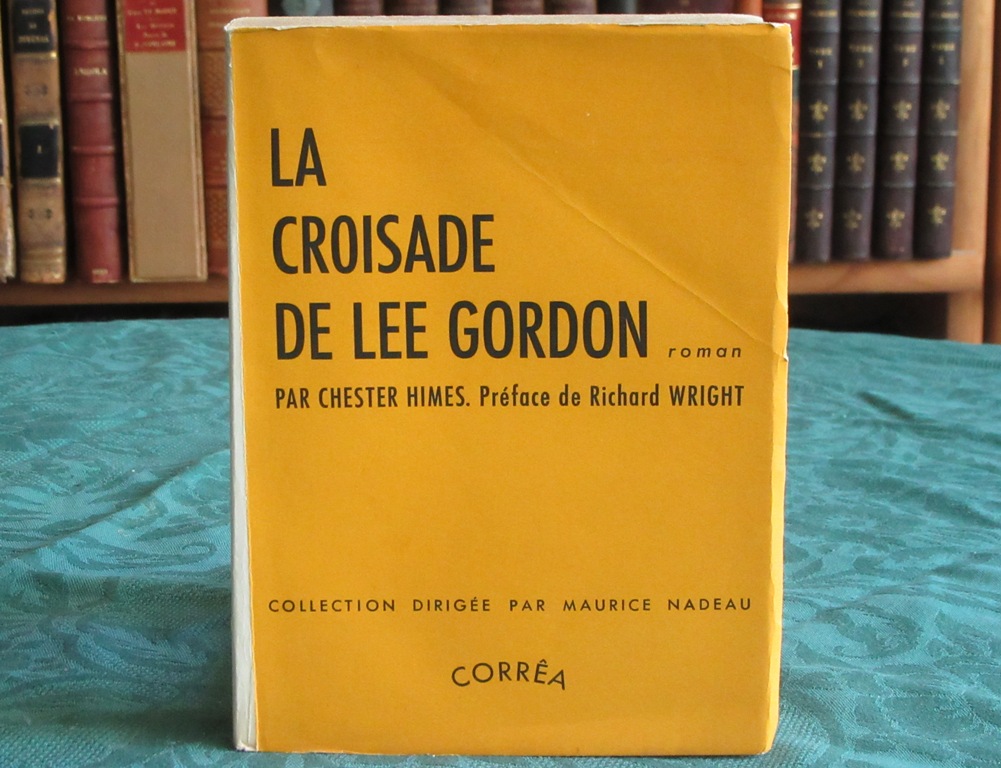 LA
CROISADE
DE LEE GORDON roman
PAR CHESTER HIMES. Préface de Richard WRIGHT
COLLECTION DIRIGÉE PAR MAURICE NADEAU
CORRÊA